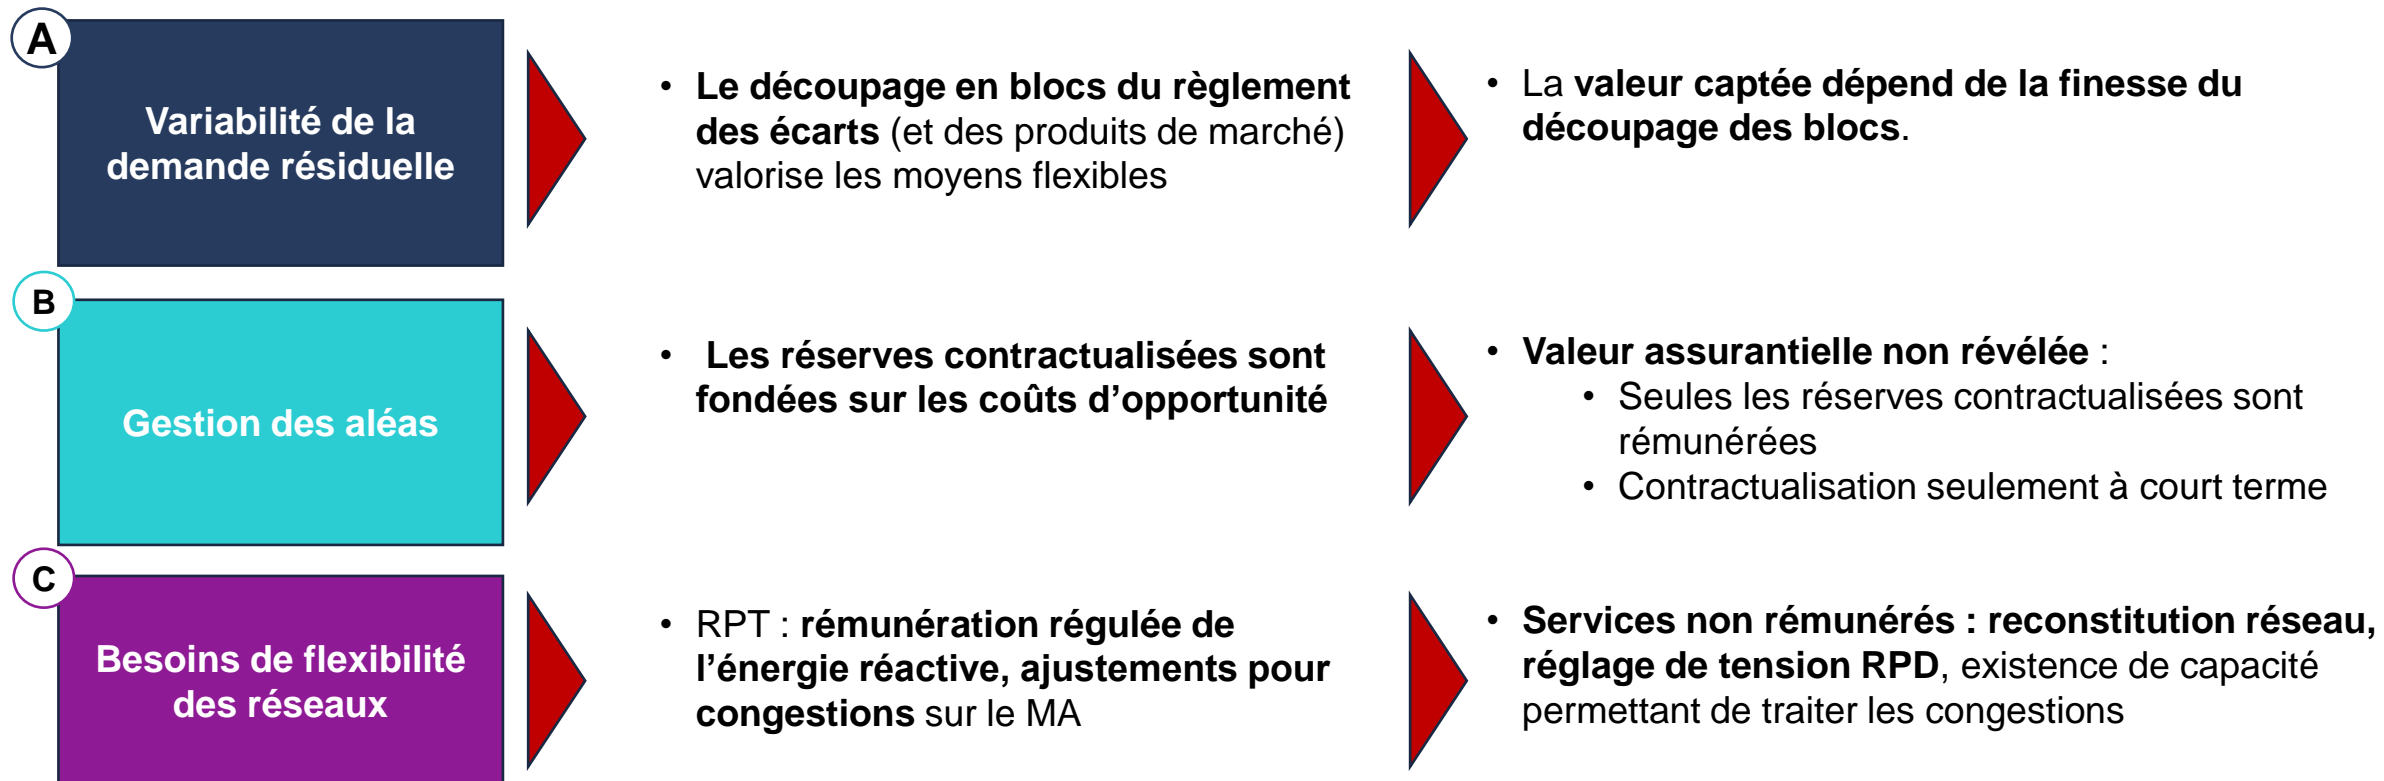 A
Variabilité de la
demande résiduelle
• Le découpage en blocs du règlement
des écarts (et des produits de marché)
valorise les moyens flexibles
• La valeur captée dépend de la finesse du
découpage des blocs.
B
Gestion des aléas
• Les réserves contractualisées sont
fondées sur les coûts d’opportunité
• Valeur assurantielle non révélée :
• Seules les réserves contractualisées sont
rémunérées
• Contractualisation seulement à court terme
C
Besoins de flexibilité
des réseaux
• RPT : rémunération régulée de
l’énergie réactive, ajustements pour
congestions sur le MA
• Services non rémunérés : reconstitution réseau,
réglage de tension RPD, existence de capacité
permettant de traiter les congestions